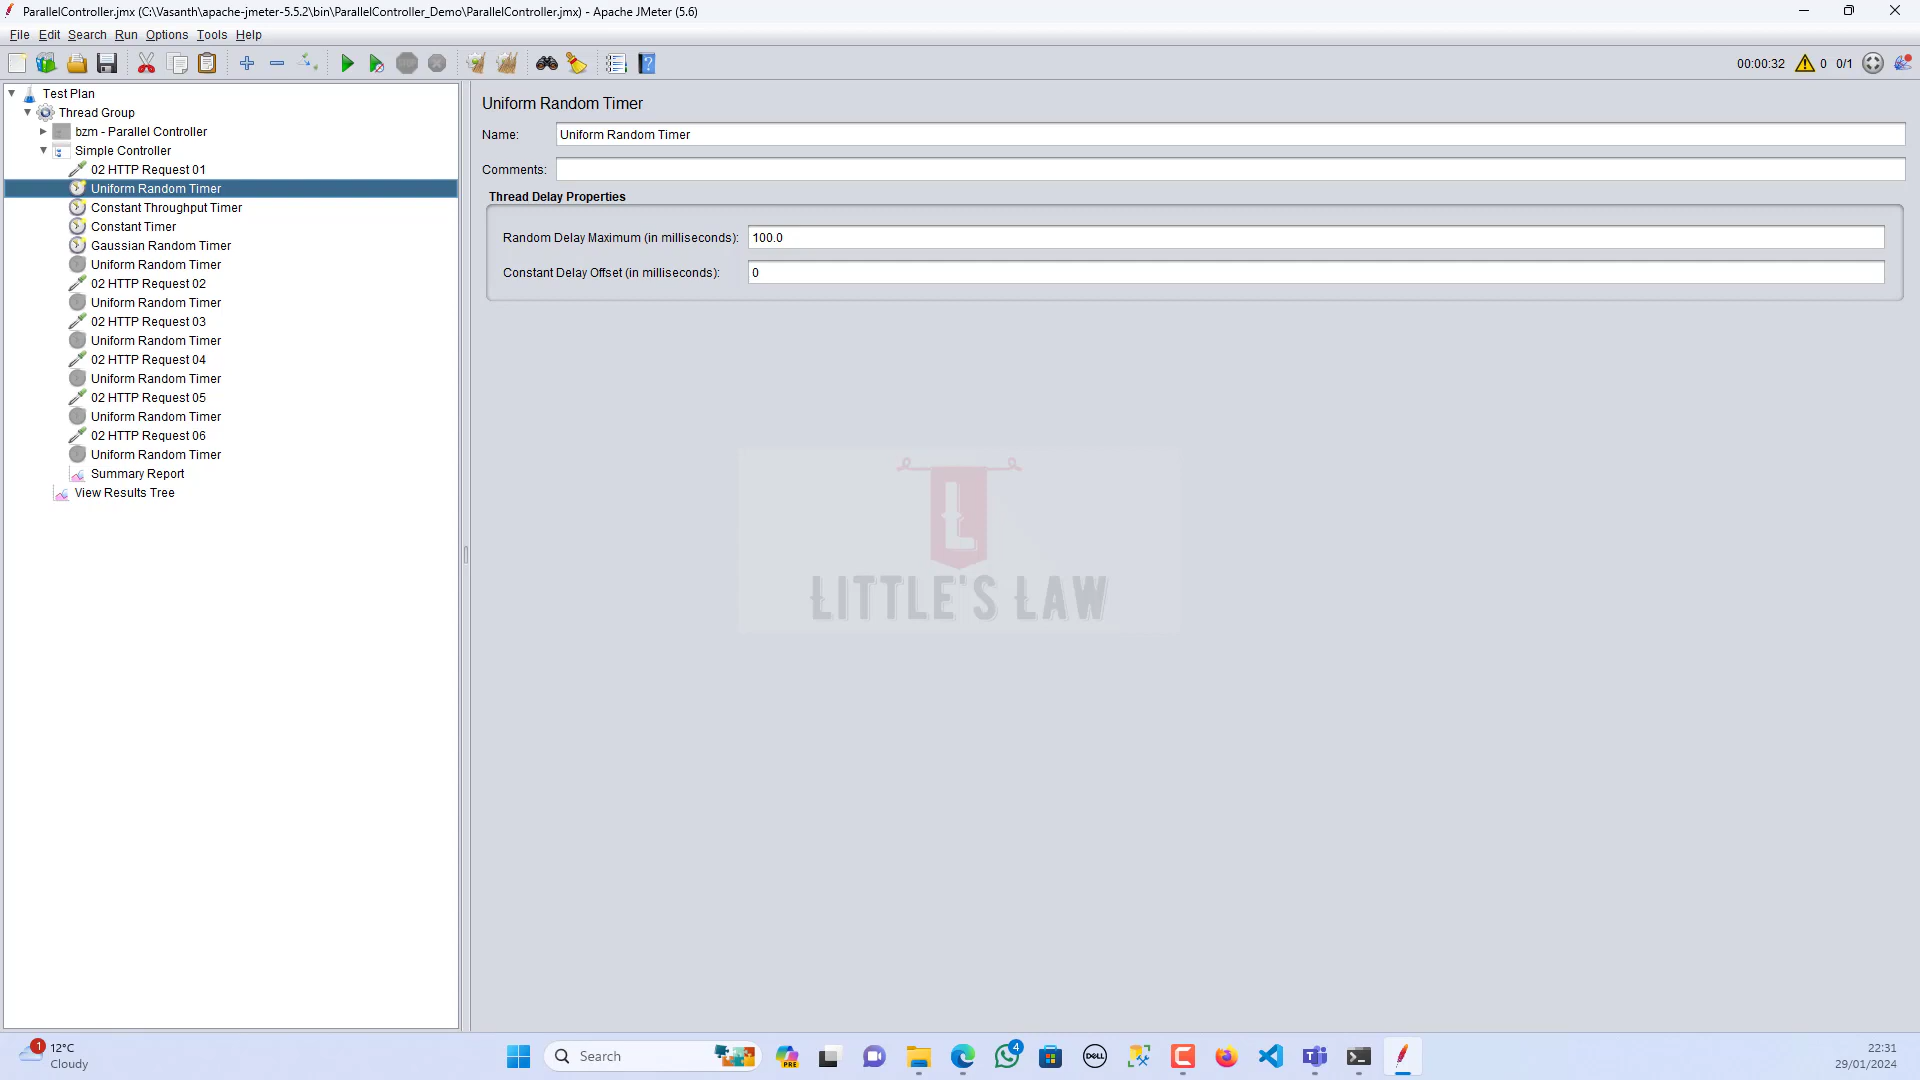 ParallelController.jmx (C:\Vasanth\apache-jmeter-5.5.2\bin\ParallelController_Demo\ParallelController.jmx) - Apache JMeter (5.6)
File Edit Search Run Options Tools Help
STOP
00:00:32 0 0/1
Test Plan
Thread Group
bzm - Parallel Controller
Simple Controller
02 HTTP Request 01
Uniform Random Timer
Constant Throughput Timer
Constant Timer
Gaussian Random Timer
Uniform Random Timer
02 HTTP Request 02
Uniform Random Timer
02 HTTP Request 03
Uniform Random Timer
02 HTTP Request 04
Uniform Random Timer
02 HTTP Request 05
Uniform Random Timer
02 HTTP Request 06
Uniform Random Timer
Summary Report
View Results Tree
Uniform Random Timer
Name: Uniform Random Timer
Comments:
Thread Delay Properties
Random Delay Maximum (in milliseconds): 100.0
Constant Delay Offset (in milliseconds): 0
L
LITTLE'S LAW
1
12°C
Cloudy
Search
PRE
4
DELL
22:31
29/01/2024